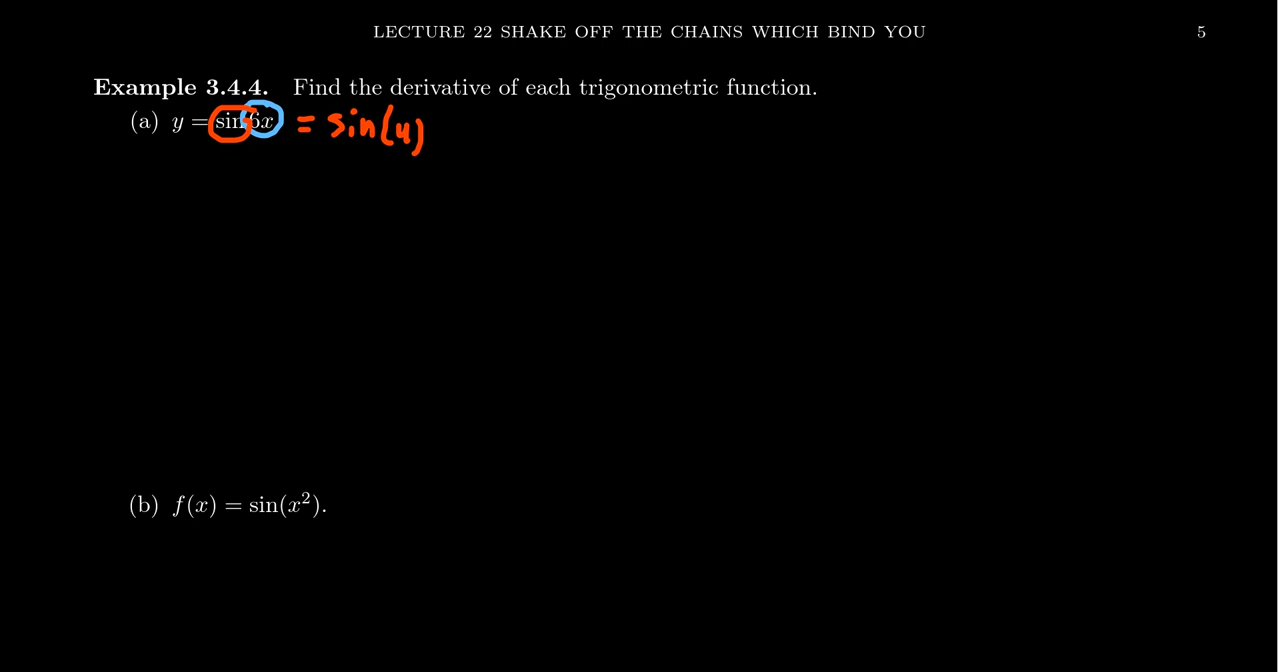 LECTURE 22 SHAKE OFF THE CHAINS WHICH BIND YOU 5
Example 3.4.4. Find the derivative of each trigonometric function.
(a) y = sin 6x = sin(u)
(b) f(x) = sin(x²).